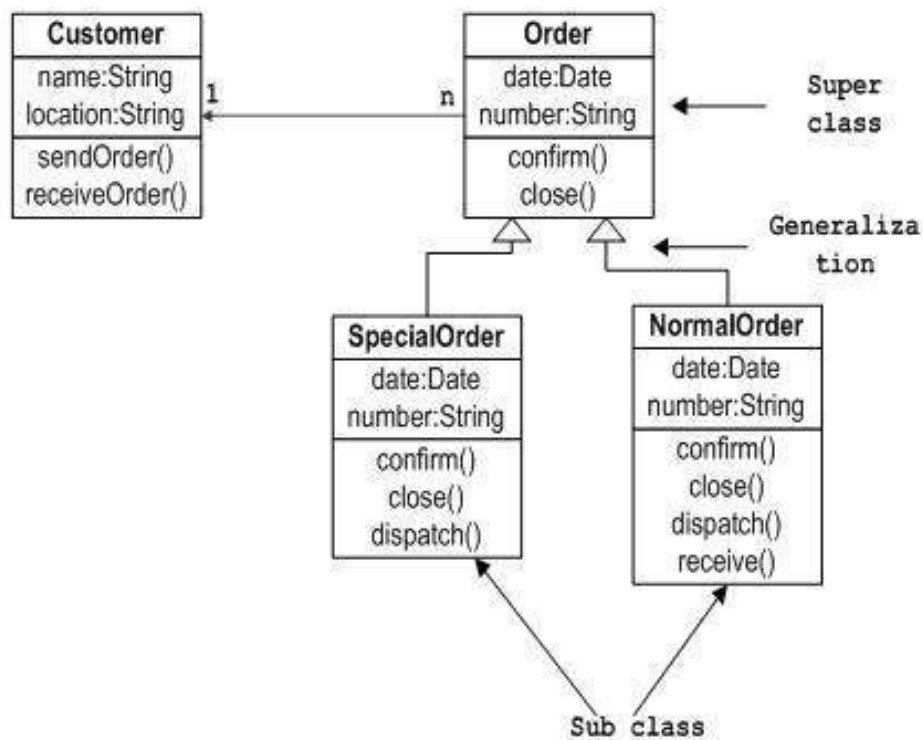 Customer
name:String
location:String
sendOrder()
receiveOrder()
1
n
Order
date:Date
number:String
confirm()
close()
Super
class
Generaliza
tion
SpecialOrder
date:Date
number:String
confirm()
close()
dispatch()
NormalOrder
date:Date
number:String
confirm()
close()
dispatch()
receive()
Sub class